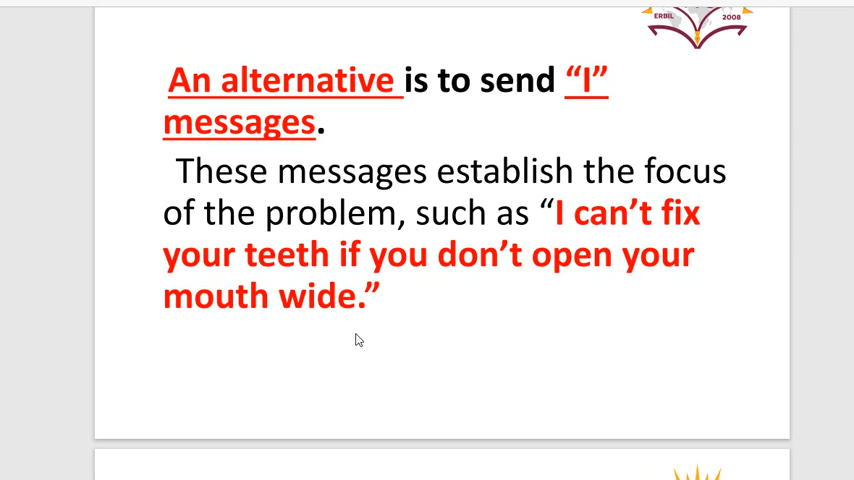 ERBIL 2008
An alternative is to send “I”
messages.
These messages establish the focus
of the problem, such as “I can’t fix
your teeth if you don’t open your
mouth wide.”